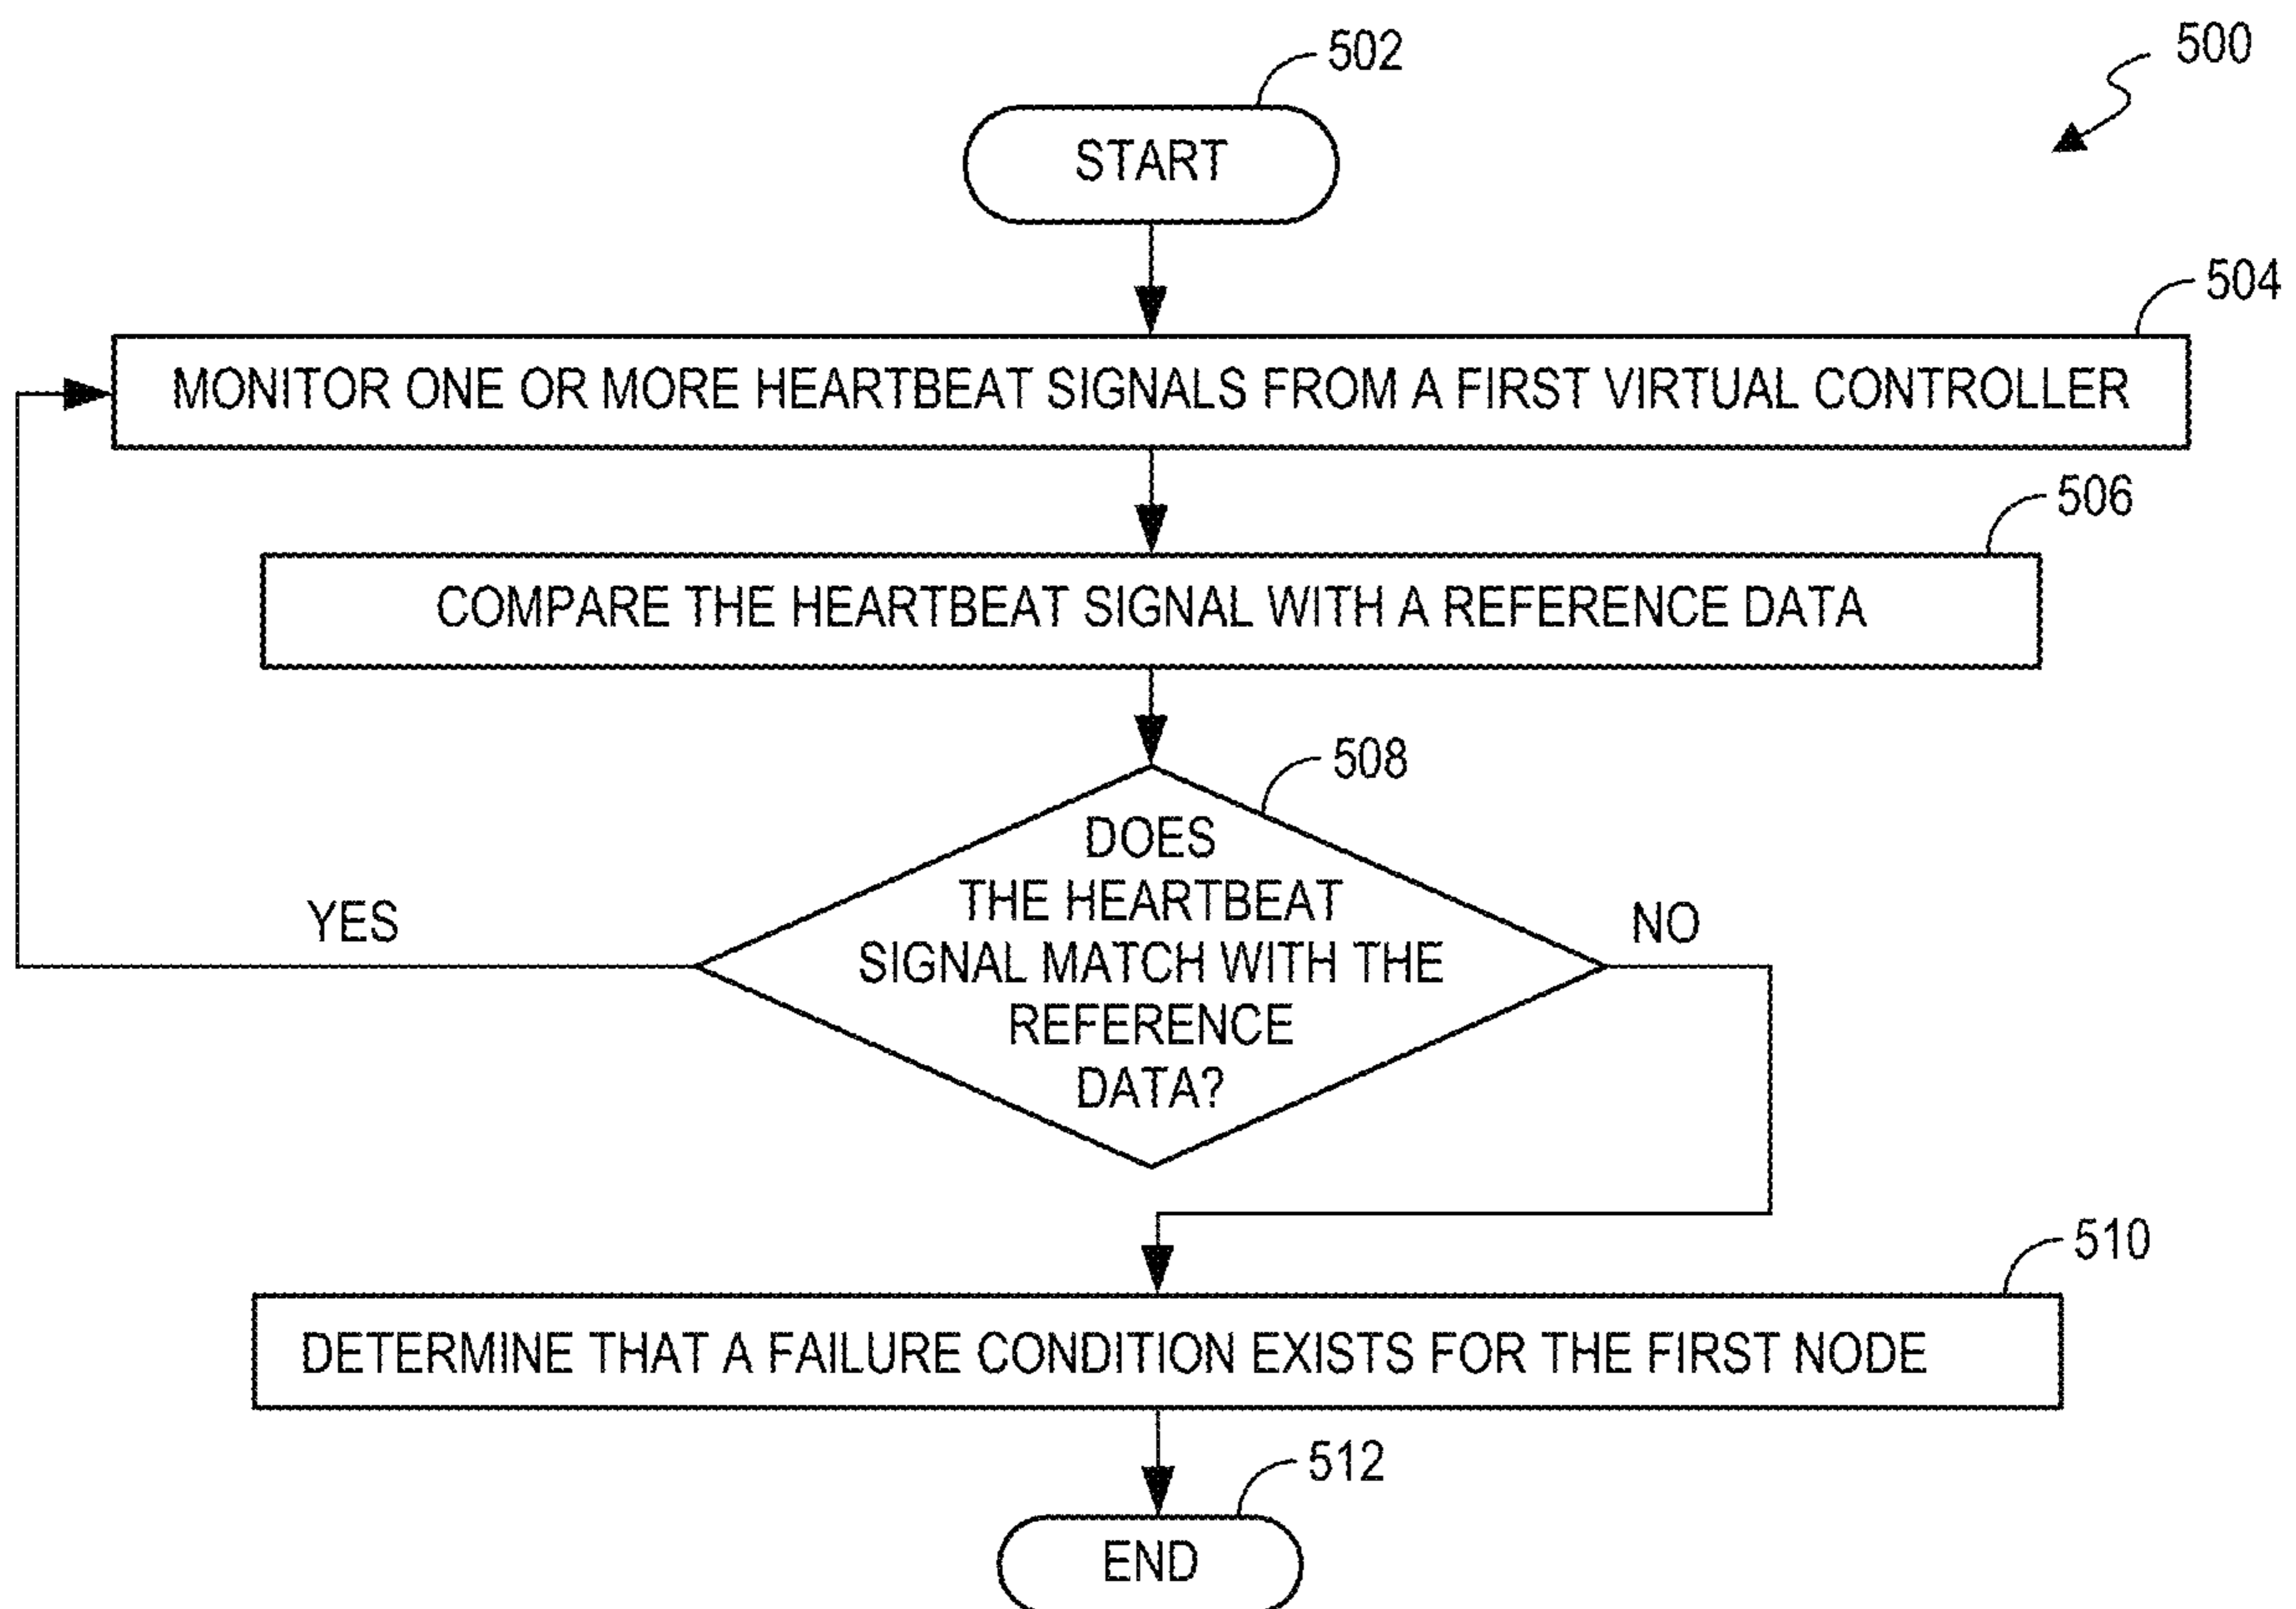 502
500
START
504
MONITOR ONE OR MORE HEARTBEAT SIGNALS FROM A FIRST VIRTUAL CONTROLLER
506
COMPARE THE HEARTBEAT SIGNAL WITH A REFERENCE DATA
508
DOES
THE HEARTBEAT
SIGNAL MATCH WITH THE
REFERENCE
DATA?
YES
NO
510
DETERMINE THAT A FAILURE CONDITION EXISTS FOR THE FIRST NODE
512
END